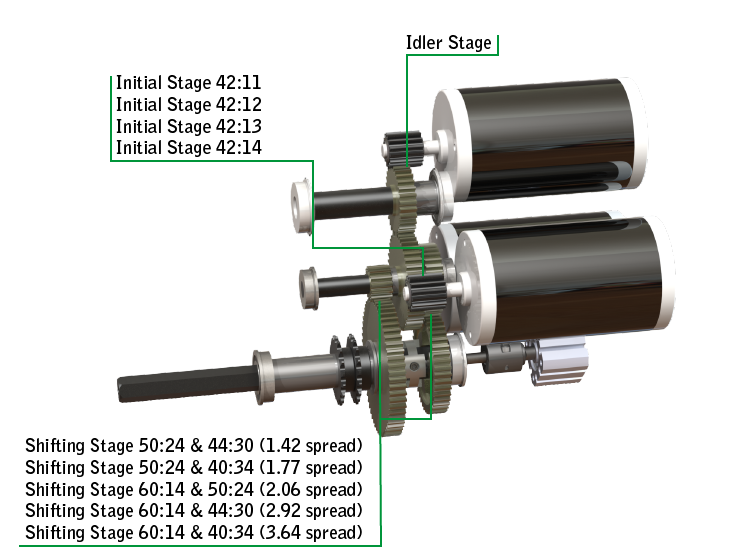 Idler Stage
Initial Stage 42:11
Initial Stage 42:12
Initial Stage 42:13
Initial Stage 42:14
Shifting Stage 50:24 & 44:30 (1.42 spread)
Shifting Stage 50:24 & 40:34 (1.77 spread)
Shifting Stage 60:14 & 50:24 (2.06 spread)
Shifting Stage 60:14 & 44:30 (2.92 spread)
Shifting Stage 60:14 & 40:34 (3.64 spread)